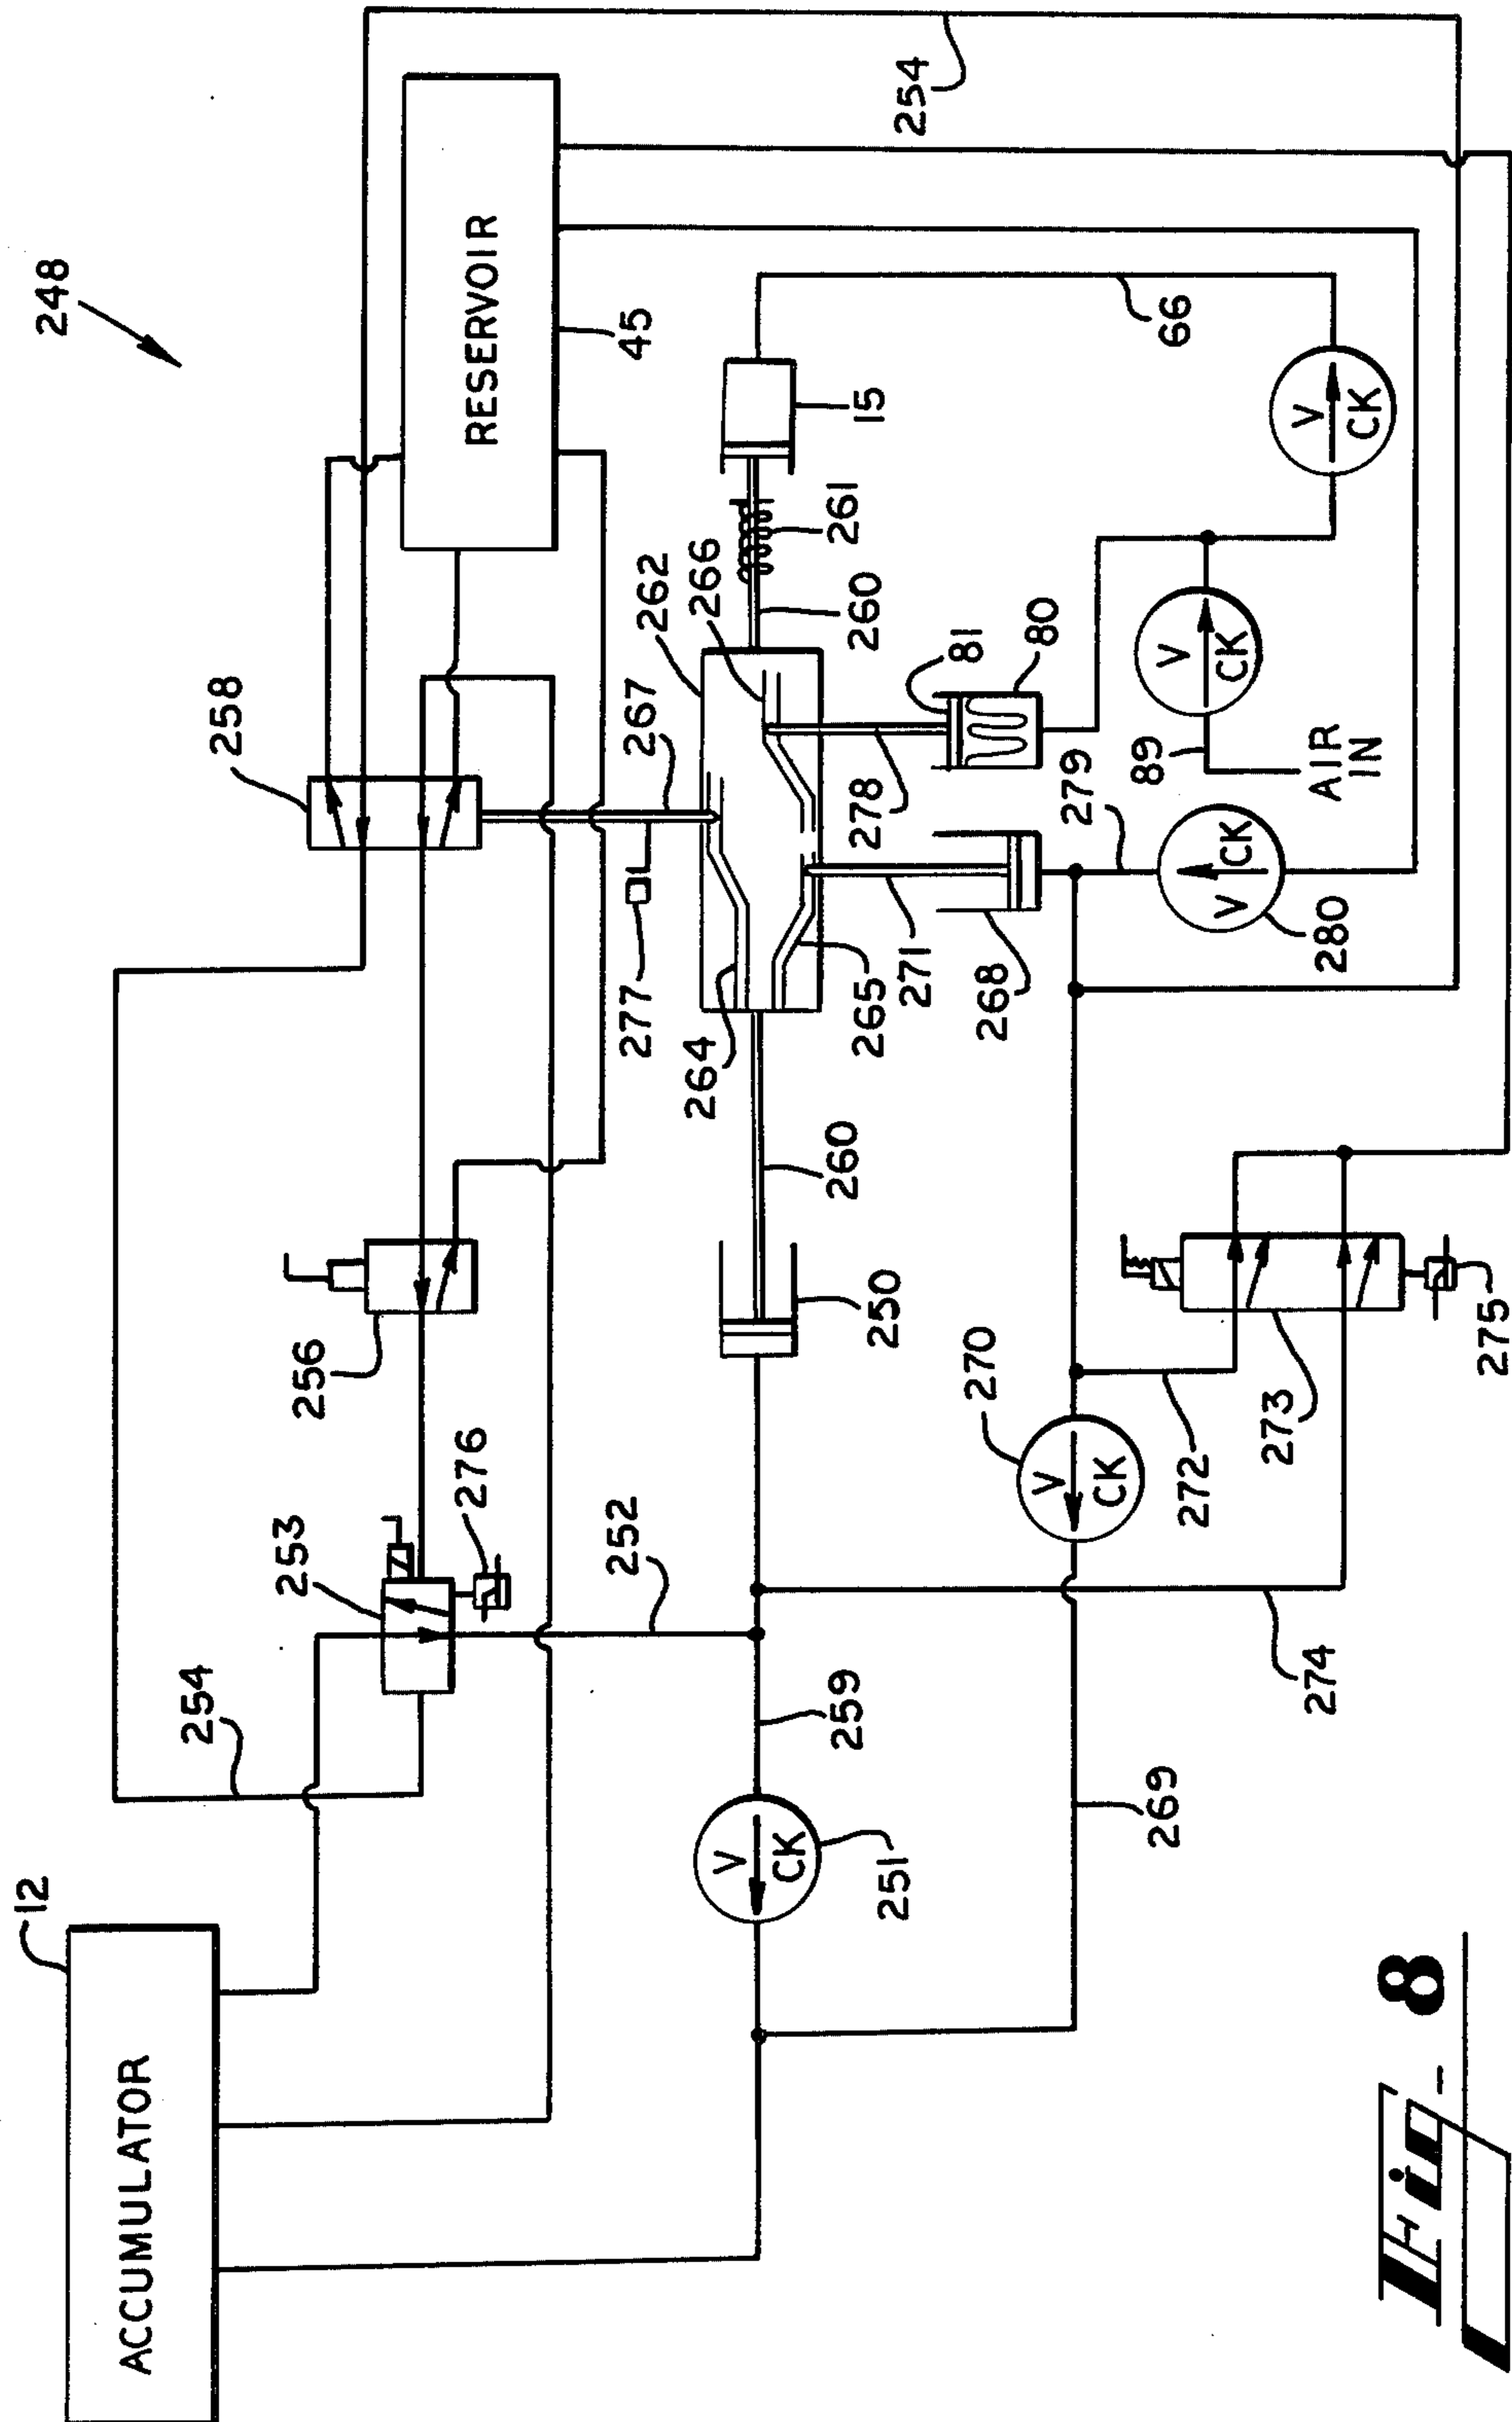 12
ACCUMULATOR
254
253
276
256
258
248
RESERVOIR
45
254
252
277
267
262
266
261
260
15
66
264
265
260
250
259
V
CK
251
271
268
278
81
80
279
89
AIR
IN
V
CK
V
CK
V
CK
280
270
V
CK
272
273
275
274
269
Fig. 8